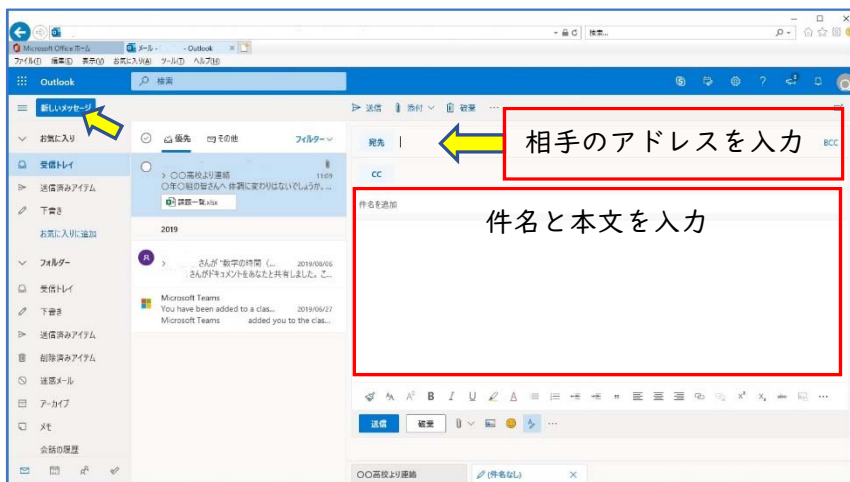 検索...
Microsoft Office ホーム
メール - - Outlook
ファイル(F) 編集(E) 表示(V) お気に入り(A) ツール(T) ヘルプ(H)
Outlook
検索
新しいメッセージ
送信 添付 破棄 ...
お気に入り
優先 その他 フィルター
宛先
相手のアドレスを入力
BCC
受信トレイ
送信済みアイテム
下書き
お気に入りに追加
フォルダー
受信トレイ
下書き
送信済みアイテム
削除済みアイテム
迷惑メール
アーカイブ
メモ
会話の履歴
> 〇〇高校より連絡 11:09
〇年〇組の皆さんへ 体調に変わりはないでしょうか。...
課題一覧.xlsx
2019
R
> さんが "数学の時間 (... 2019/08/06
さんがドキュメントをあなたと共有しました。こ...
Microsoft Teams
You have been added to a clas... 2019/06/27
Microsoft Teams added you to the clas...
CC
件名を追加
件名と本文を入力
B I U A x² x₂ abc ...
送信 破棄 ...
〇〇高校より連絡 (件名なし) ×